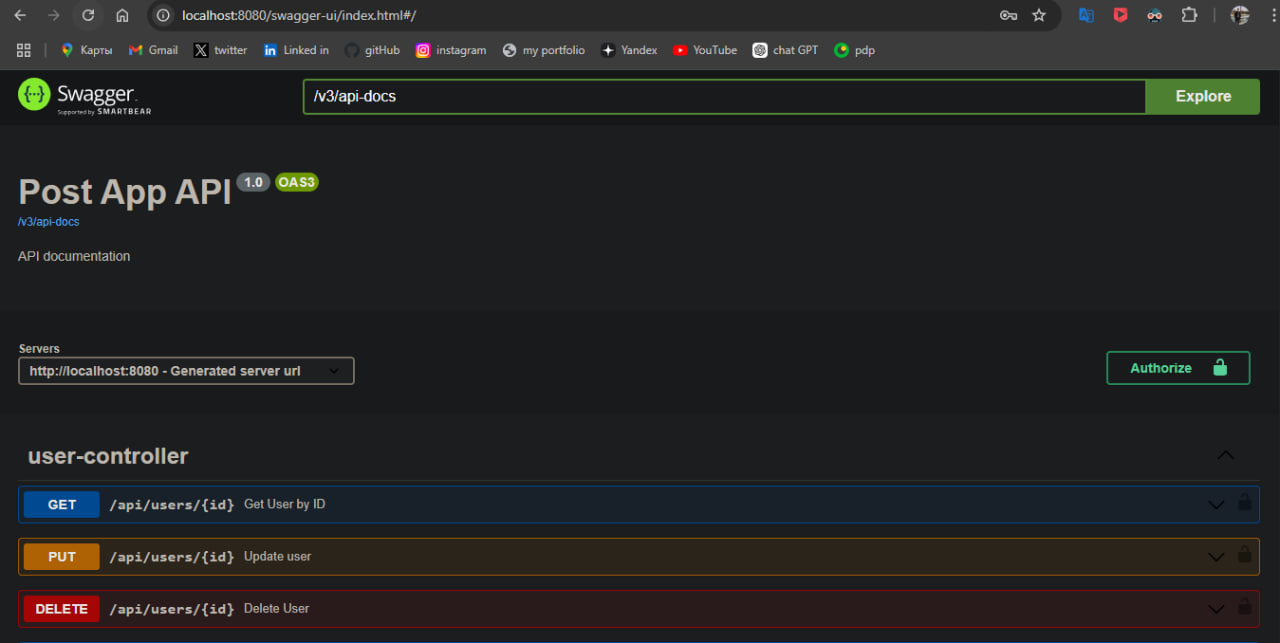 localhost:8080/swagger-ui/index.html#/
Карты Gmail twitter Linked in gitHub instagram my portfolio Yandex YouTube chat GPT pdp
Swagger.
Supported by SMARTBEAR
/v3/api-docs Explore
Post App API 1.0 OAS3
/v3/api-docs
API documentation
Servers
http://localhost:8080 - Generated server url
Authorize
user-controller
GET /api/users/{id} Get User by ID
PUT /api/users/{id} Update user
DELETE /api/users/{id} Delete User